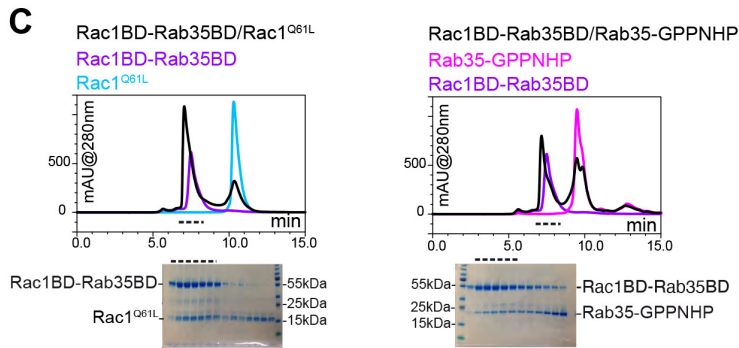 C
Rac1BD-Rab35BD/Rac1Q61L
Rac1BD-Rab35BD
Rac1Q61L
mAU@280nm
500
0
min
0.0 5.0 10.0 15.0
Rac1BD-Rab35BD
Rac1Q61L
55kDa
25kDa
15kDa
Rac1BD-Rab35BD/Rab35-GPPNHP
Rab35-GPPNHP
Rac1BD-Rab35BD
mAU@280nm
500
0
min
0.0 5.0 10.0 15.0
55kDa
25kDa
15kDa
Rac1BD-Rab35BD
Rab35-GPPNHP